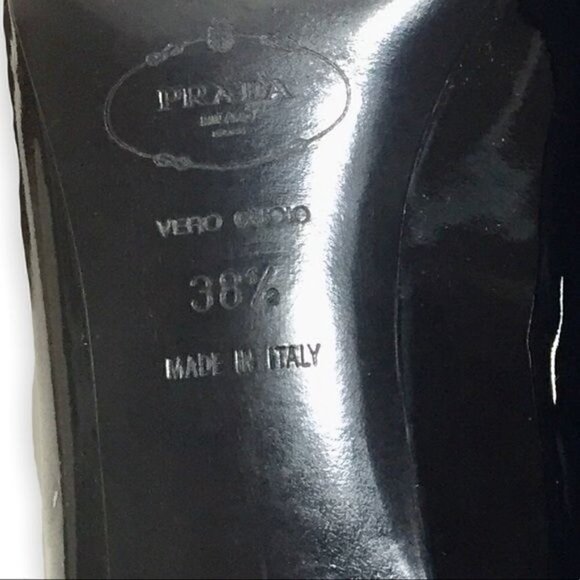 PRADA
VERO CUOIO
38½
MADE IN ITALY